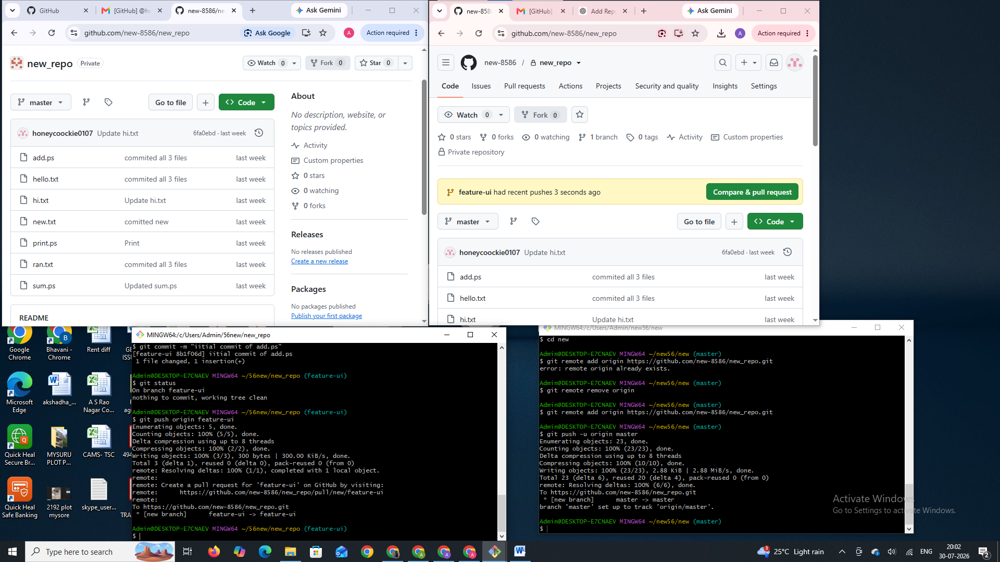 GitHub
[GitHub] @ho
new-8586/ne
Ask Gemini
github.com/new-8586/new_repo
Ask Google
A
Action required
new_repo
Private
Watch 0
Fork 0
Star 0
master
Go to file
Code
honeycoockie0107 Update hi.txt
6fa0ebd · last week
add.ps commited all 3 files last week
hello.txt commited all 3 files last week
hi.txt Update hi.txt last week
new.txt comitted new last week
print.ps Print last week
ran.txt commited all 3 files last week
sum.ps Updated sum.ps last week
README
About
No description, website, or
topics provided.
Activity
Custom properties
0 stars
0 watching
0 forks
Releases
No releases published
Create a new release
Packages
No packages published
Publish your first package
new-858
[GitHub]
Add Rep
Ask Gemini
github.com/new-8586/new_repo
A
Action required
new-8586 / new_repo
Code
Issues
Pull requests
Actions
Projects
Security and quality
Insights
Settings
Watch 0
Fork 0
0 stars
0 forks
0 watching
1 branch
0 tags
Activity
Custom properties
Private repository
feature-ui had recent pushes 3 seconds ago
Compare & pull request
master
Go to file
Code
honeycoockie0107 Update hi.txt
6fa0ebd · last week
add.ps commited all 3 files last week
hello.txt commited all 3 files last week
hi.txt Update hi.txt last week
MINGW64:/c/Users/Admin/56new/new_repo
$ git commit -m "iitial commit of add.ps"
[feature-ui 8b1f06d] iitial commit of add.ps
1 file changed, 1 insertion(+)
Admin@DESKTOP-E7CNAEV MINGW64 ~/56new/new_repo (feature-ui)
$ git status
On branch feature-ui
nothing to commit, working tree clean
Admin@DESKTOP-E7CNAEV MINGW64 ~/56new/new_repo (feature-ui)
$ git push origin feature-ui
Enumerating objects: 5, done.
Counting objects: 100% (5/5), done.
Delta compression using up to 8 threads
Compressing objects: 100% (2/2), done.
Writing objects: 100% (3/3), 300 bytes | 300.00 KiB/s, done.
Total 3 (delta 1), reused 0 (delta 0), pack-reused 0 (from 0)
remote: Resolving deltas: 100% (1/1), completed with 1 local object.
remote:
remote: Create a pull request for 'feature-ui' on GitHub by visiting:
remote:      https://github.com/new-8586/new_repo/pull/new/feature-ui
remote:
To https://github.com/new-8586/new_repo.git
* [new branch]      feature-ui -> feature-ui
Admin@DESKTOP-E7CNAEV MINGW64 ~/56new/new_repo (feature-ui)
$
MINGW64:/c/Users/Admin/new56/new
$ cd new
Admin@DESKTOP-E7CNAEV MINGW64 ~/new56/new (master)
$ git remote add origin https://github.com/new-8586/new_repo.git
error: remote origin already exists.
Admin@DESKTOP-E7CNAEV MINGW64 ~/new56/new (master)
$ git remote remove origin
Admin@DESKTOP-E7CNAEV MINGW64 ~/new56/new (master)
$ git remote add origin https://github.com/new-8586/new_repo.git
Admin@DESKTOP-E7CNAEV MINGW64 ~/new56/new (master)
$ git push -u origin master
Enumerating objects: 23, done.
Counting objects: 100% (23/23), done.
Delta compression using up to 8 threads
Compressing objects: 100% (10/10), done.
Writing objects: 100% (23/23), 2.88 KiB | 2.88 MiB/s, done.
Total 23 (delta 6), reused 20 (delta 4), pack-reused 0 (from 0)
remote: Resolving deltas: 100% (6/6), done.
To https://github.com/new-8586/new_repo.git
* [new branch]      master -> master
branch 'master' set up to track 'origin/master'.
Admin@DESKTOP-E7CNAEV MINGW64 ~/new56/new (master)
$
Google
Chrome
Bhavani -
Chrome
Rent diff
Microsoft
Edge
akshadha_...
A S Rao
Nagar Co...
Quick Heal
Secure Br...
MYSURU
PLOT P...
CAMS- TSC
494
Quick Heal
Safe Banking
2192 plot
mysore
skype_user...
TRA
Activate Windows
Go to Settings to activate Windows.
Type here to search
3
25°C Light rain
ENG
20:02
30-07-2026
2